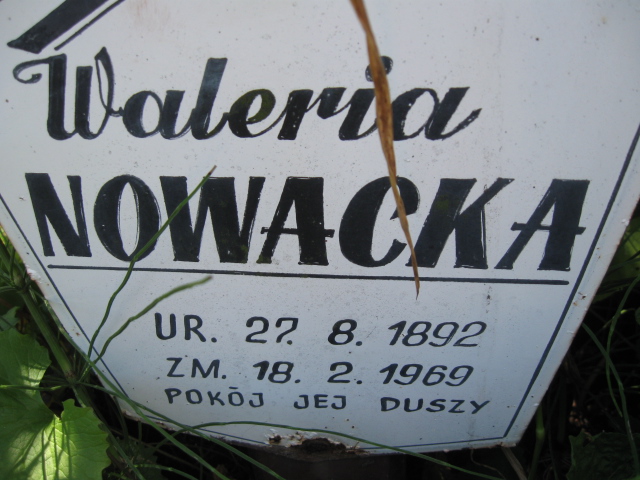 Waleria
NOWACKA
UR. 27. 8. 1892
ZM. 18. 2. 1969
POKÓJ JEJ DUSZY